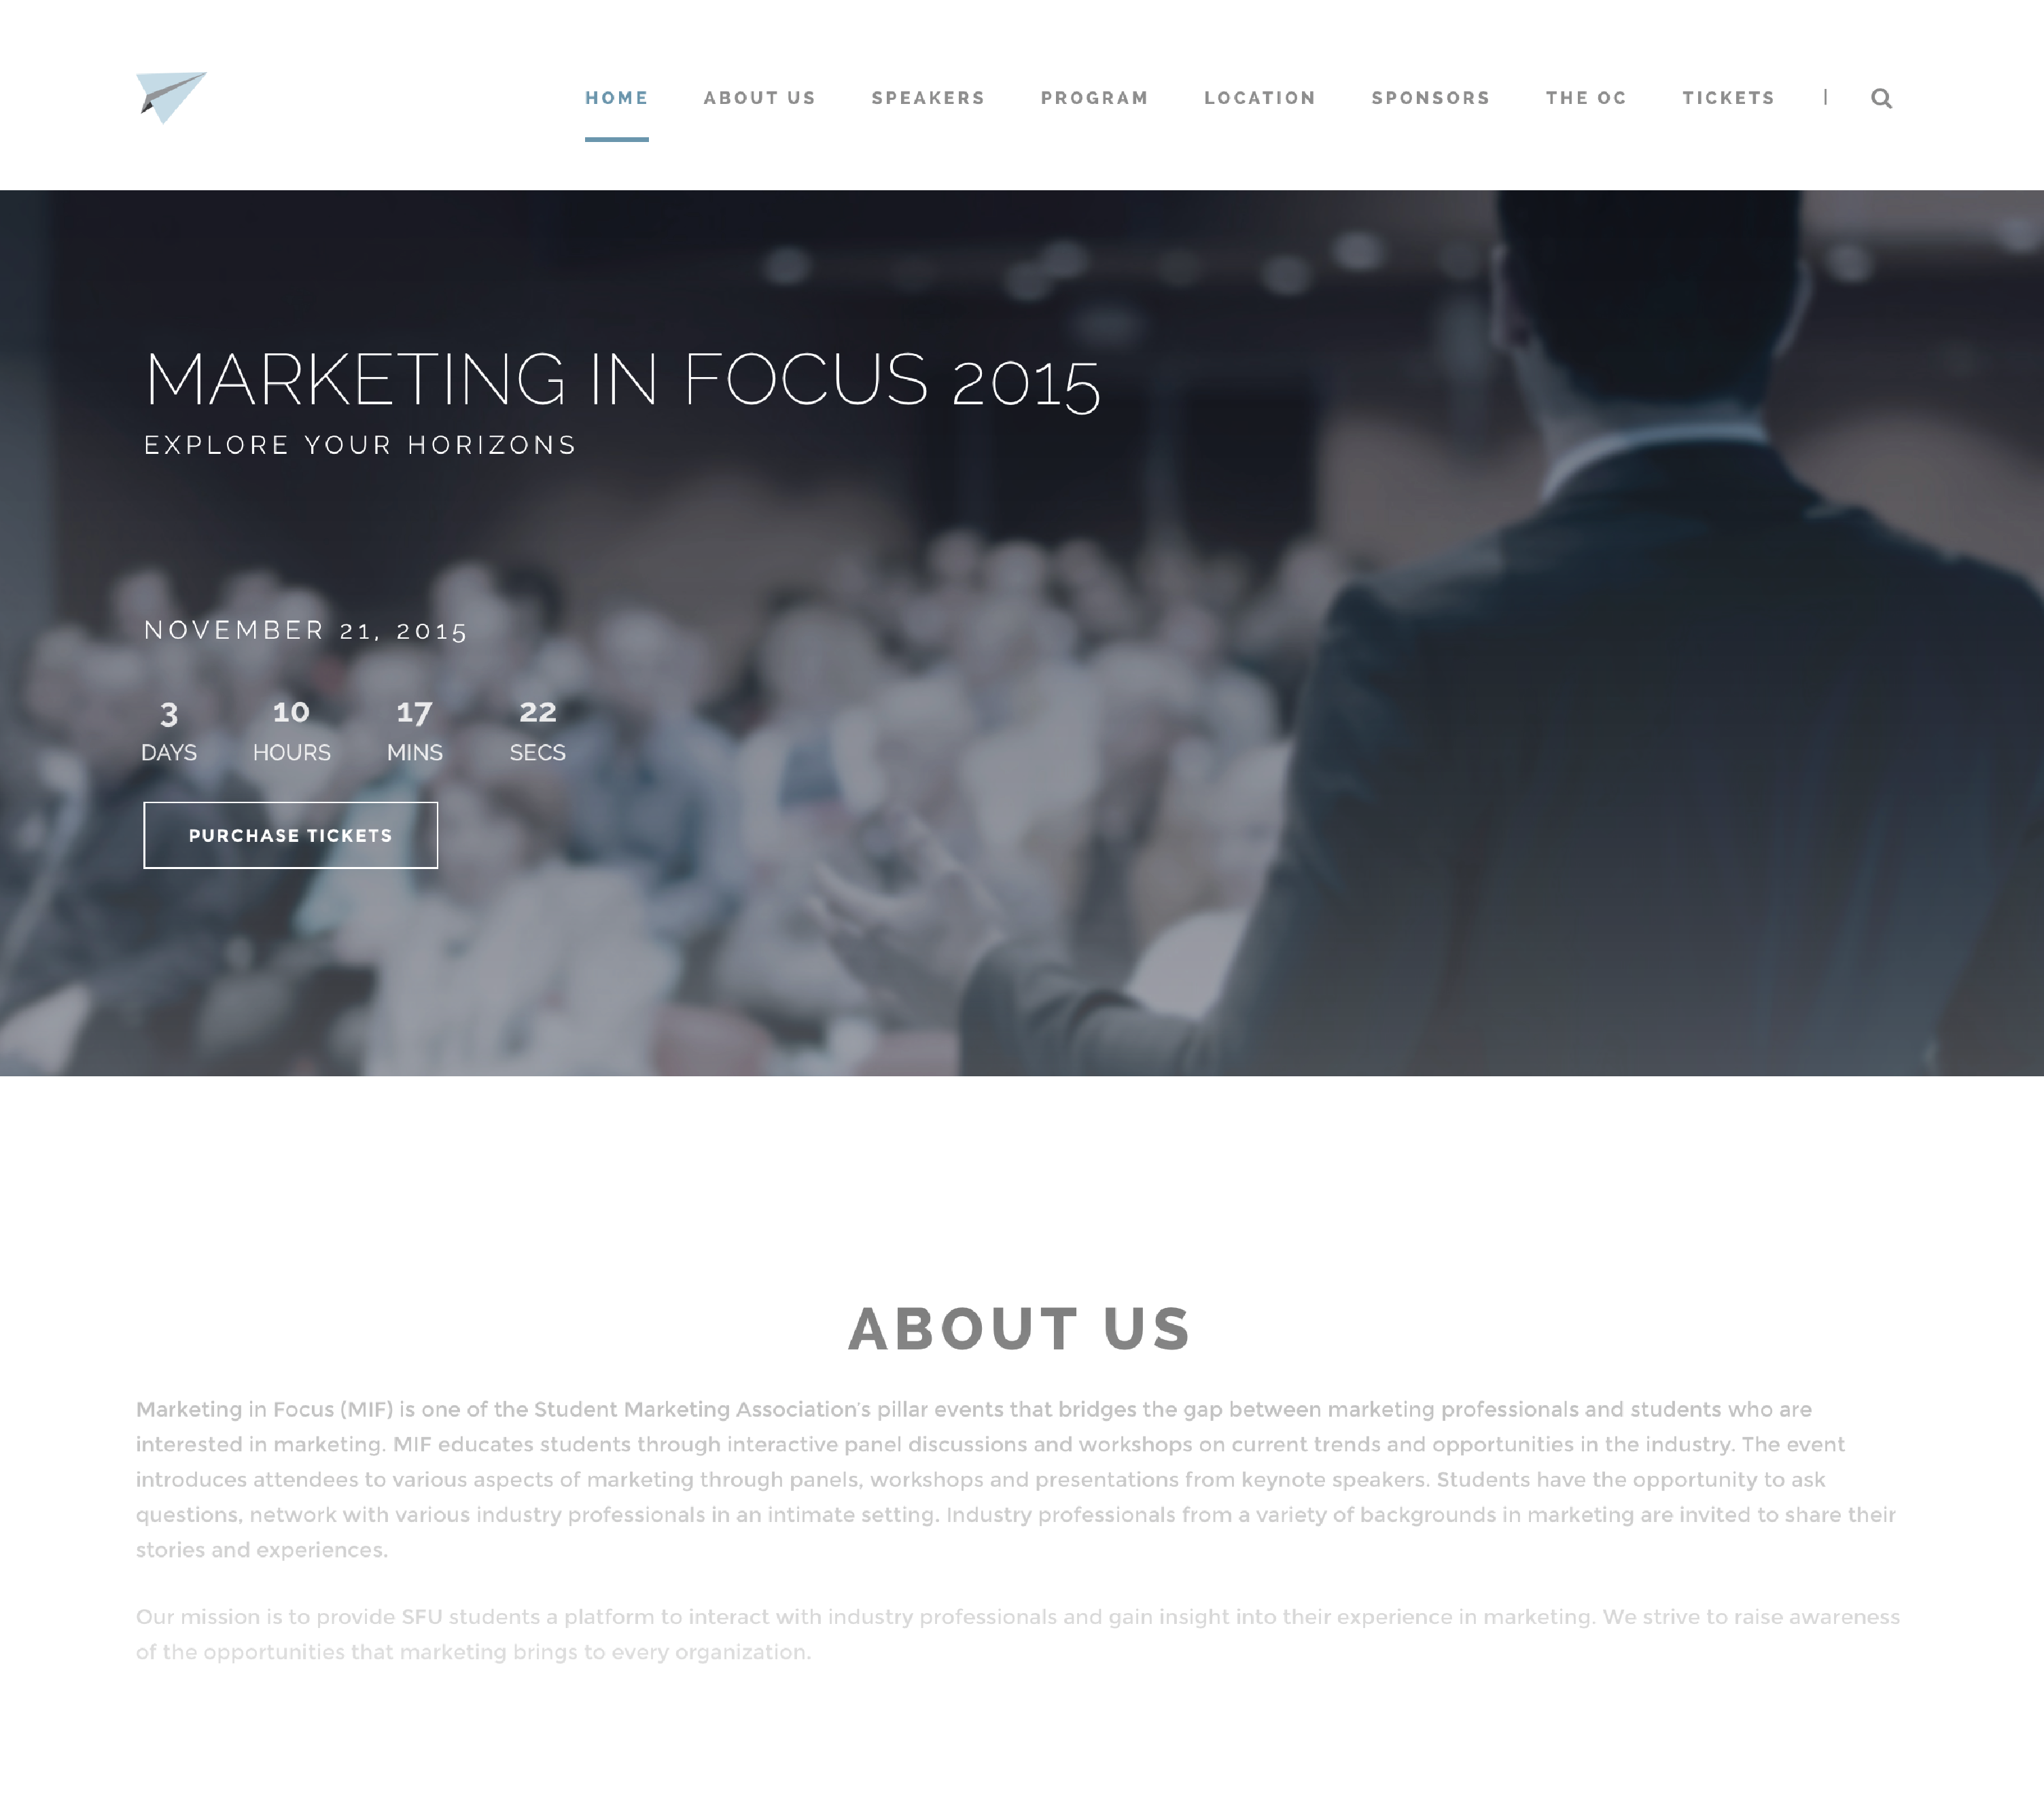 HOME ABOUT US SPEAKERS PROGRAM LOCATION SPONSORS THE OC TICKETS |
MARKETING IN FOCUS 2015
EXPLORE YOUR HORIZONS
NOVEMBER 21, 2015
3 10 17 22
DAYS HOURS MINS SECS
PURCHASE TICKETS
ABOUT US
Marketing in Focus (MIF) is one of the Student Marketing Association's pillar events that bridges the gap between marketing professionals and students who are
interested in marketing. MIF educates students through interactive panel discussions and workshops on current trends and opportunities in the industry. The event
introduces attendees to various aspects of marketing through panels, workshops and presentations from keynote speakers. Students have the opportunity to ask
questions, network with various industry professionals in an intimate setting. Industry professionals from a variety of backgrounds in marketing are invited to share their
stories and experiences.
Our mission is to provide SFU students a platform to interact with industry professionals and gain insight into their experience in marketing. We strive to raise awareness
of the opportunities that marketing brings to every organization.